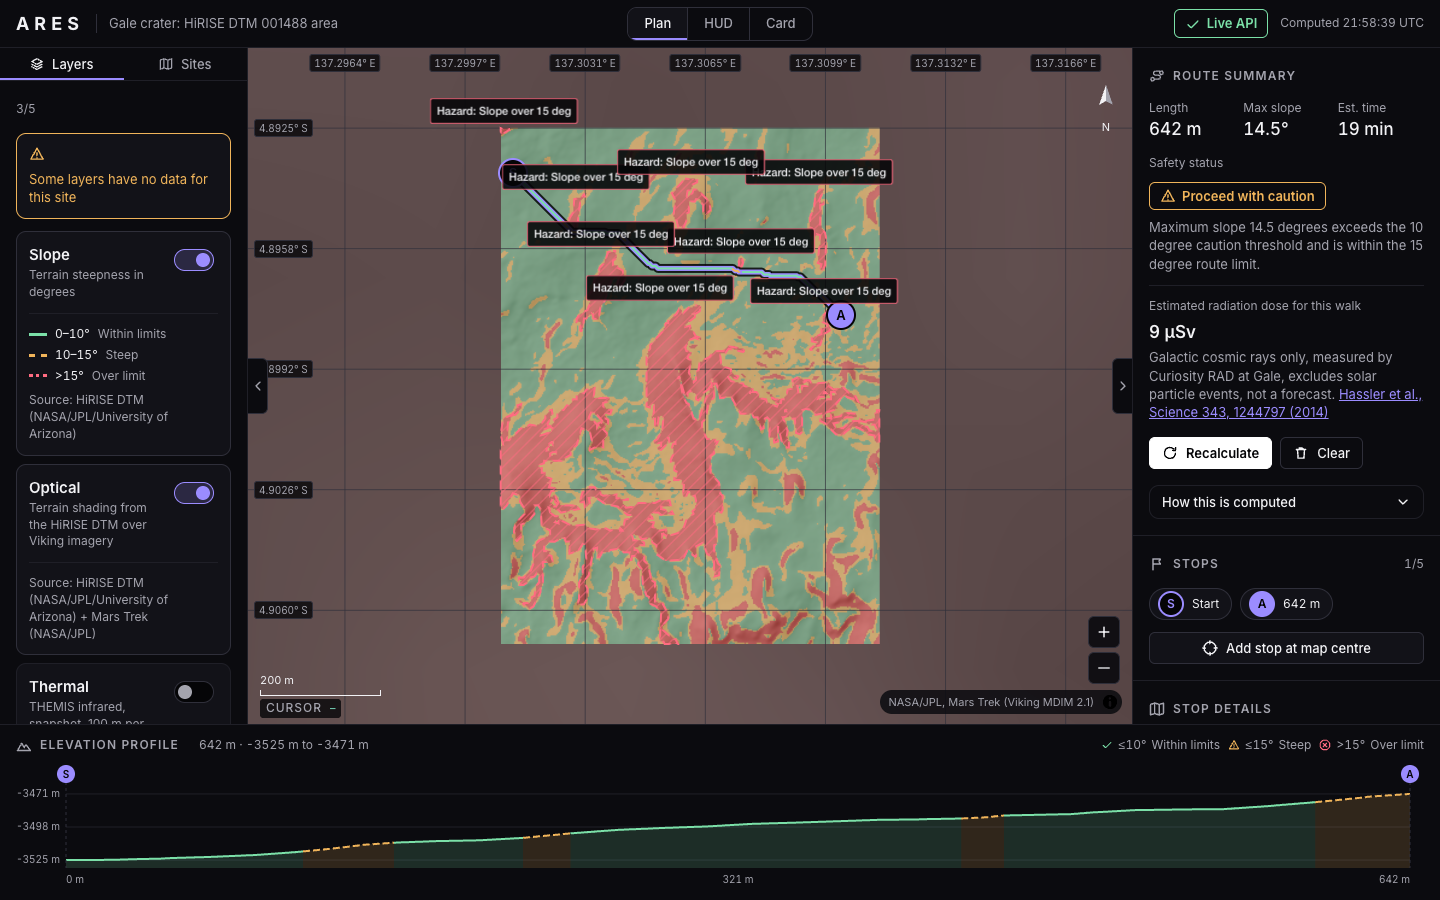 ARES
Gale crater: HiRISE DTM 001488 area
Plan
HUD
Card
Live API
Computed 21:58:39 UTC
Layers
Sites
3/5
Some layers have no data for
this site
Slope
Terrain steepness in
degrees
0–10° Within limits
10–15° Steep
>15° Over limit
Source: HiRISE DTM
(NASA/JPL/University of
Arizona)
Optical
Terrain shading from
the HiRISE DTM over
Viking imagery
Source: HiRISE DTM
(NASA/JPL/University of
Arizona) + Mars Trek
(NASA/JPL)
Thermal
THEMIS infrared,
snapshot, 100 m per
137.2964° E
137.2997° E
137.3031° E
137.3065° E
137.3099° E
137.3132° E
137.3166° E
4.8925° S
4.8958° S
8992° S
4.9026° S
4.9060° S
N
Hazard: Slope over 15 deg
Hazard: Slope over 15 deg
Hazard: Slope over 15 deg
Hazard: Slope over 15 deg
Hazard: Slope over 15 deg
Hazard: Slope over 15 deg
Hazard: Slope over 15 deg
Hazard: Slope over 15 deg
A
200 m
CURSOR –
+
−
NASA/JPL, Mars Trek (Viking MDIM 2.1)
ROUTE SUMMARY
Length
642 m
Max slope
14.5°
Est. time
19 min
Safety status
Proceed with caution
Maximum slope 14.5 degrees exceeds the 10
degree caution threshold and is within the 15
degree route limit.
Estimated radiation dose for this walk
9 μSv
Galactic cosmic rays only, measured by
Curiosity RAD at Gale, excludes solar
particle events, not a forecast. Hassler et al.,
Science 343, 1244797 (2014)
Recalculate
Clear
How this is computed
STOPS
1/5
S Start
A 642 m
Add stop at map centre
STOP DETAILS
ELEVATION PROFILE
642 m · -3525 m to -3471 m
≤10° Within limits
≤15° Steep
>15° Over limit
S
A
-3471 m
-3498 m
-3525 m
0 m
321 m
642 m